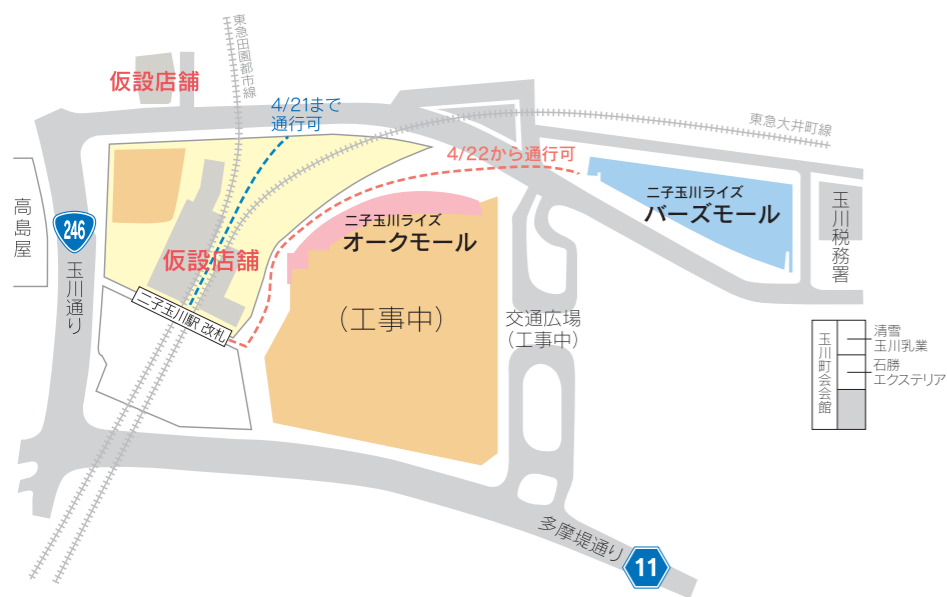 東急田園都市線
仮設店舗
4/21まで
通行可
東急大井町線
4/22から通行可
二子玉川ライズ
バーズモール
玉川税務署
高島屋
246
玉川通り
二子玉川ライズ
オークモール
仮設店舗
二子玉川駅 改札
(工事中)
交通広場
(工事中)
玉川町会会館
清雪
玉川乳業
石勝
エクステリア
多摩堤通り
11